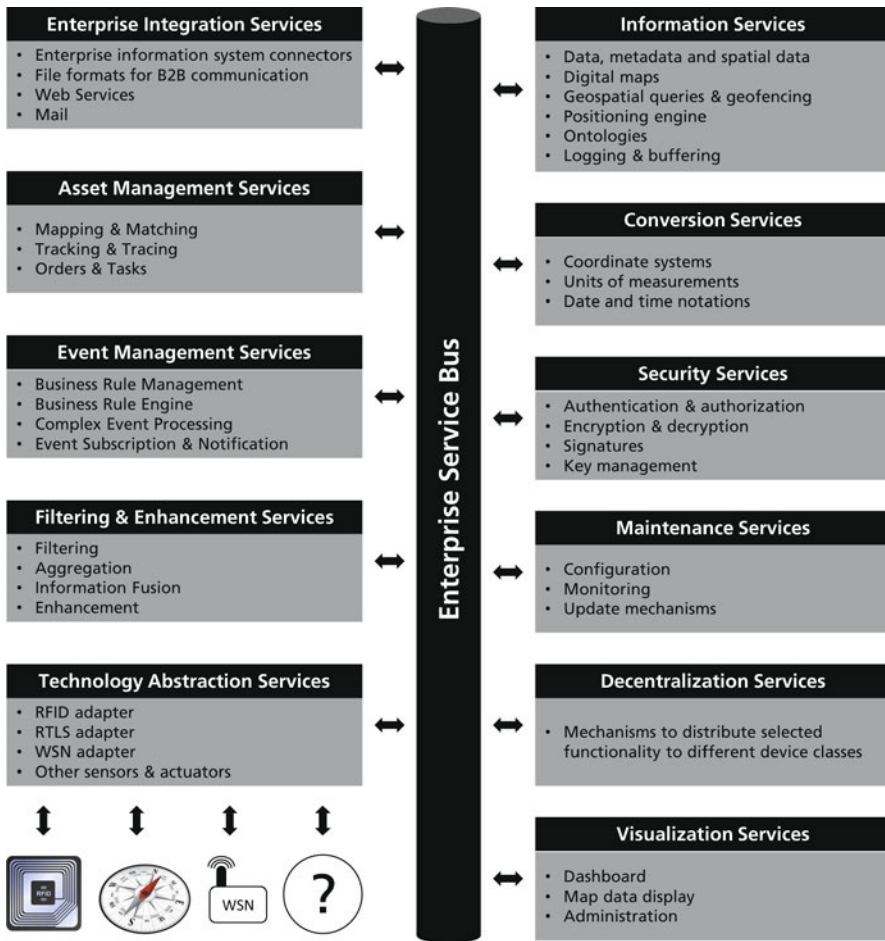 Enterprise Integration Services
• Enterprise information system connectors
• File formats for B2B communication
• Web Services
• Mail
Asset Management Services
• Mapping & Matching
• Tracking & Tracing
• Orders & Tasks
Event Management Services
• Business Rule Management
• Business Rule Engine
• Complex Event Processing
• Event Subscription & Notification
Filtering & Enhancement Services
• Filtering
• Aggregation
• Information Fusion
• Enhancement
Technology Abstraction Services
• RFID adapter
• RTLS adapter
• WSN adapter
• Other sensors & actuators
RFID
N
E
S
WSN
?
Enterprise Service Bus
Information Services
• Data, metadata and spatial data
• Digital maps
• Geospatial queries & geofencing
• Positioning engine
• Ontologies
• Logging & buffering
Conversion Services
• Coordinate systems
• Units of measurements
• Date and time notations
Security Services
• Authentication & authorization
• Encryption & decryption
• Signatures
• Key management
Maintenance Services
• Configuration
• Monitoring
• Update mechanisms
Decentralization Services
• Mechanisms to distribute selected
functionality to different device classes
Visualization Services
• Dashboard
• Map data display
• Administration